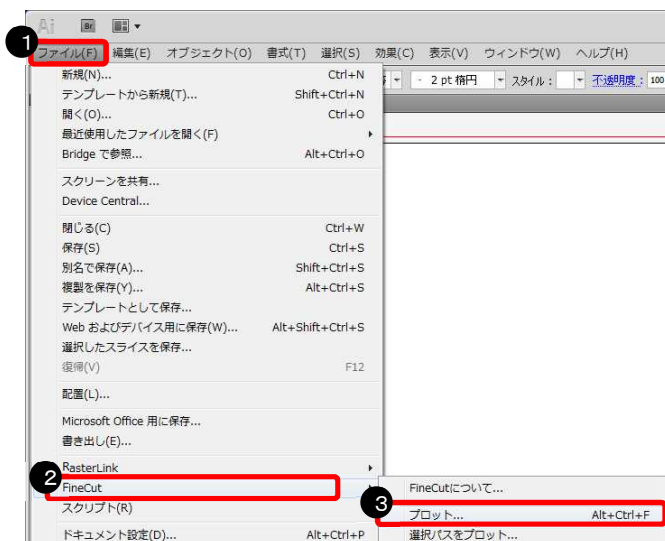 Ai Br
1
ファイル(F) 編集(E) オブジェクト(O) 書式(T) 選択(S) 効果(C) 表示(V) ウィンドウ(W) ヘルプ(H)
2 pt 楕円 スタイル： 不透明度： 100
新規(N)... Ctrl+N
テンプレートから新規(T)... Shift+Ctrl+N
開く(O)... Ctrl+O
最近使用したファイルを開く(F)
Bridge で参照... Alt+Ctrl+O
スクリーンを共有...
Device Central...
閉じる(C) Ctrl+W
保存(S) Ctrl+S
別名で保存(A)... Shift+Ctrl+S
複製を保存(Y)... Alt+Ctrl+S
テンプレートとして保存...
Web およびデバイス用に保存(W)... Alt+Shift+Ctrl+S
選択したスライスを保存...
復帰(V) F12
配置(L)...
Microsoft Office 用に保存...
書き出し(E)...
RasterLink
2
FineCut
FineCutについて...
スクリプト(R)
3
プロット... Alt+Ctrl+F
ドキュメント設定(D)... Alt+Ctrl+P
選択パスをプロット...